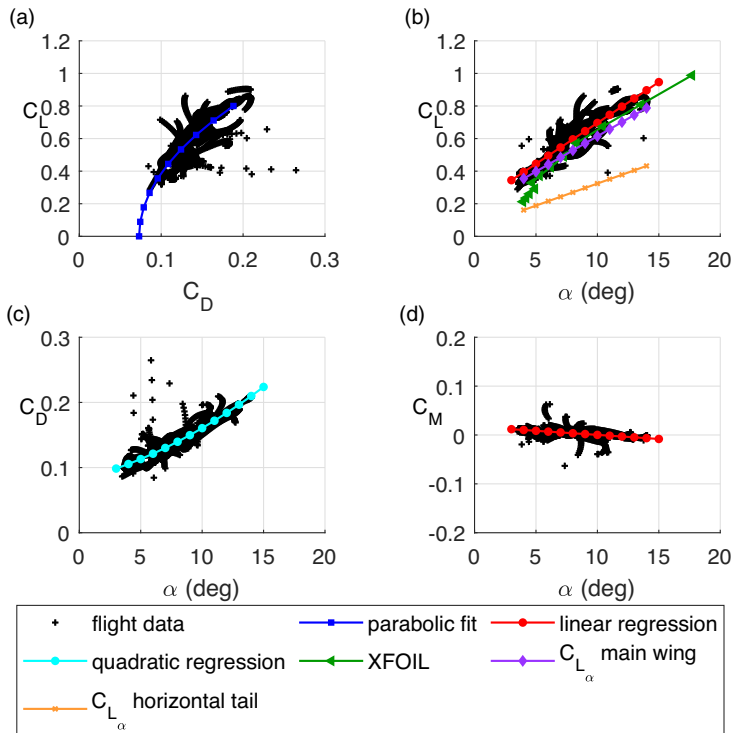 (a)
(b)
1.2
1
0.8
0.6
0.4
0.2
0
C_L
0
0.1
0.2
0.3
C_D
1.2
1
0.8
0.6
0.4
0.2
0
C_L
0
5
10
15
20
α (deg)
(c)
(d)
0.3
0.2
0.1
0
C_D
0
5
10
15
20
α (deg)
0.2
0.1
0
-0.1
-0.2
C_M
0
5
10
15
20
α (deg)
flight data
parabolic fit
linear regression
quadratic regression
XFOIL
C_{L_α} main wing
C_{L_α} horizontal tail